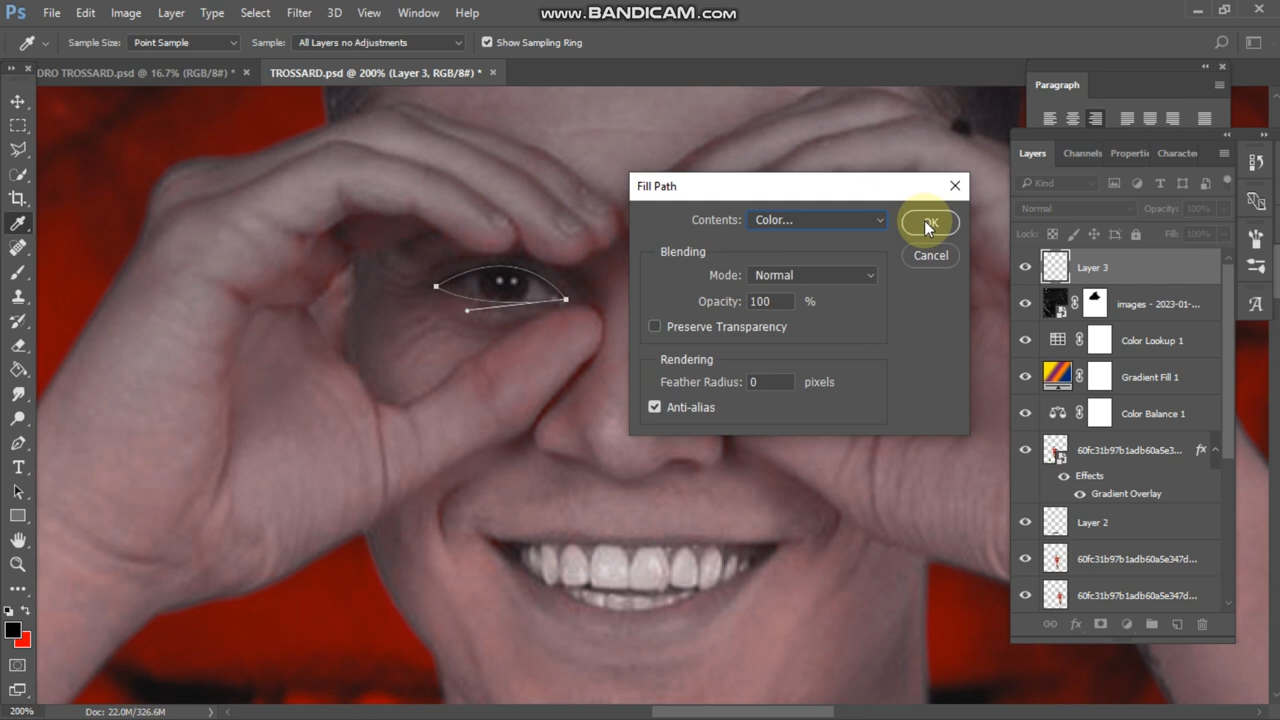 www.BANDICAM.com
Ps File Edit Image Layer Type Select Filter 3D View Window Help
Sample Size: Point Sample Sample: All Layers no Adjustments Show Sampling Ring
DRO TROSSARD.psd @ 16.7% (RGB/8#) * × TROSSARD.psd @ 200% (Layer 3, RGB/8#) * ×
Paragraph
Layers Channels Properti Characte
Kind
Normal Opacity: 100%
Lock: Fill: 100%
Layer 3
images - 2023-01-...
Color Lookup 1
Gradient Fill 1
Color Balance 1
60fc31b97b1adb60a5e3... fx
Effects
Gradient Overlay
Layer 2
60fc31b97b1adb60a5e347d...
60fc31b97b1adb60a5e347d...
fx
Fill Path
Contents: Color... OK
Blending Cancel
Mode: Normal
Opacity: 100 %
Preserve Transparency
Rendering
Feather Radius: 0 pixels
Anti-alias
200% Doc: 22.0M/326.6M